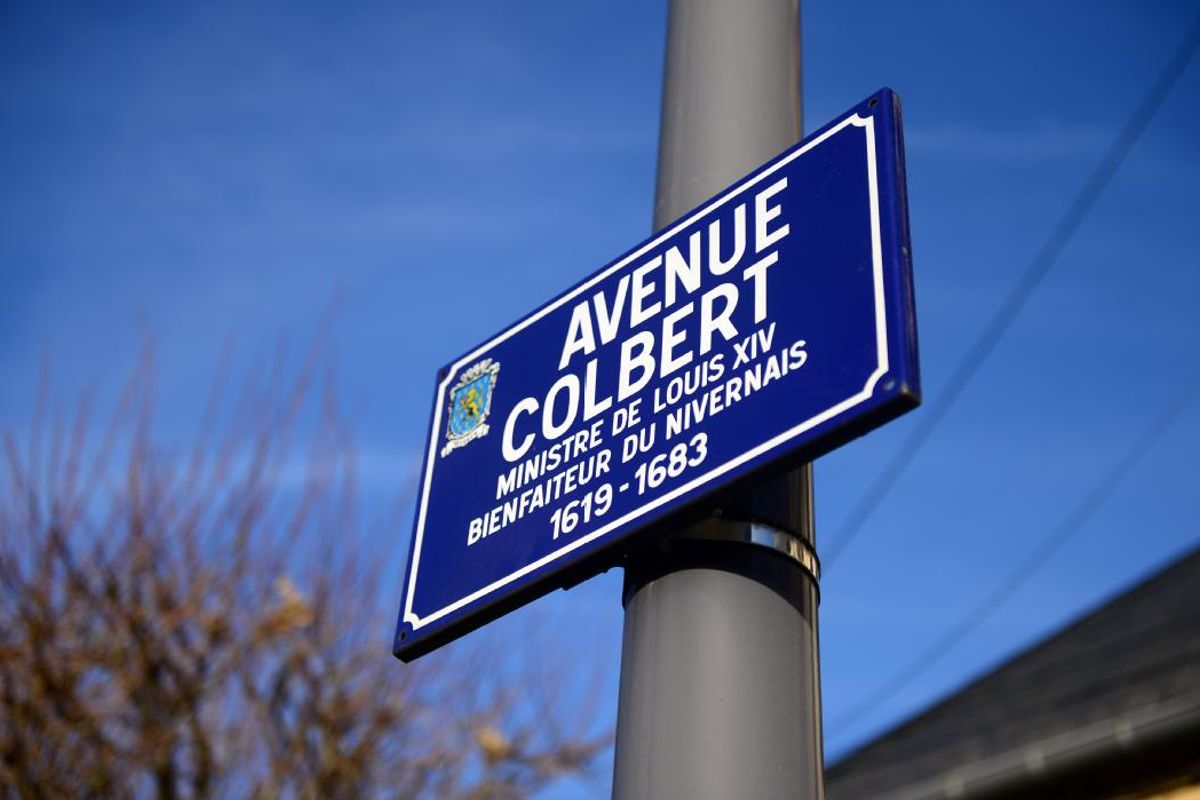 AVENUE
COLBERT
MINISTRE DE LOUIS XIV
BIENFAITEUR DU NIVERNAIS
1619 - 1683